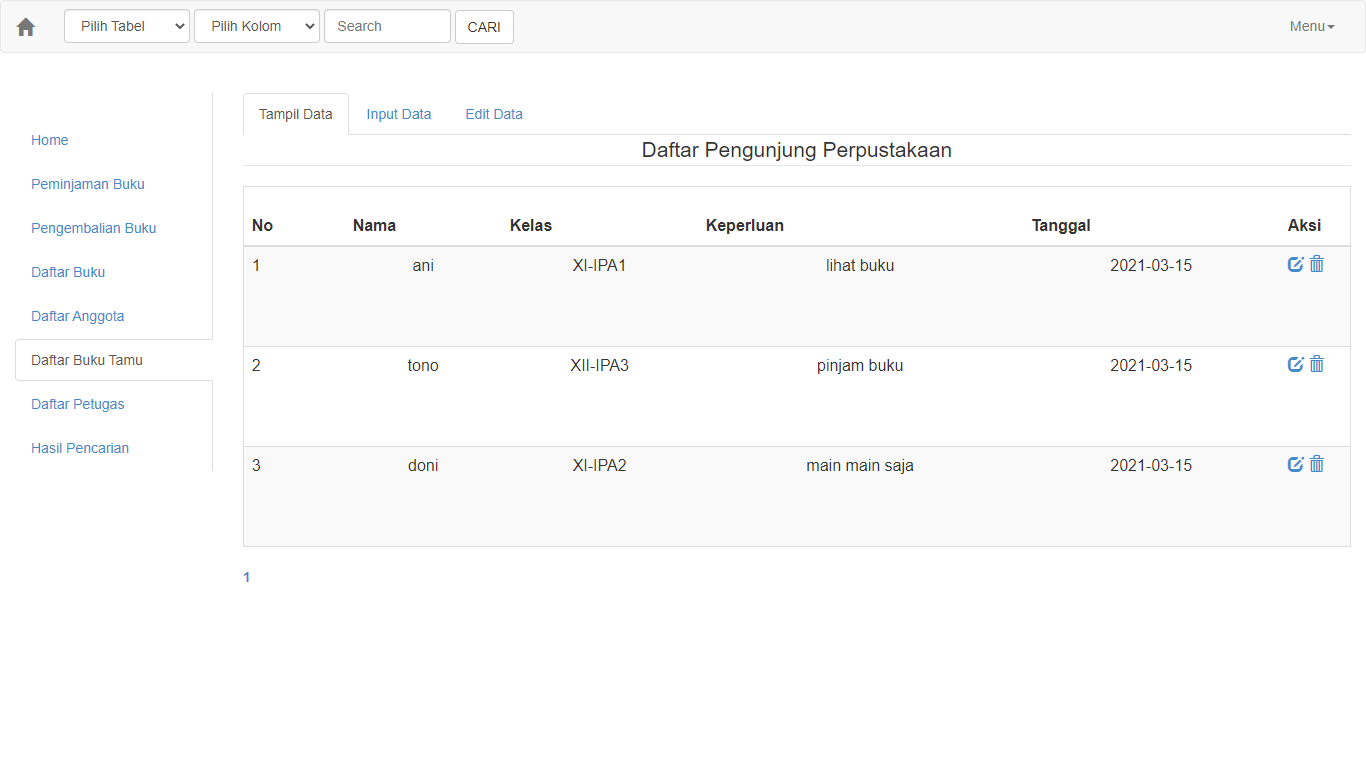 Pilih Tabel Pilih Kolom Search CARI Menu
Tampil Data Input Data Edit Data
Daftar Pengunjung Perpustakaan
Home
Peminjaman Buku
Pengembalian Buku
Daftar Buku
Daftar Anggota
Daftar Buku Tamu
Daftar Petugas
Hasil Pencarian
No Nama Kelas Keperluan Tanggal Aksi
1 ani XI-IPA1 lihat buku 2021-03-15
2 tono XII-IPA3 pinjam buku 2021-03-15
3 doni XI-IPA2 main main saja 2021-03-15
1